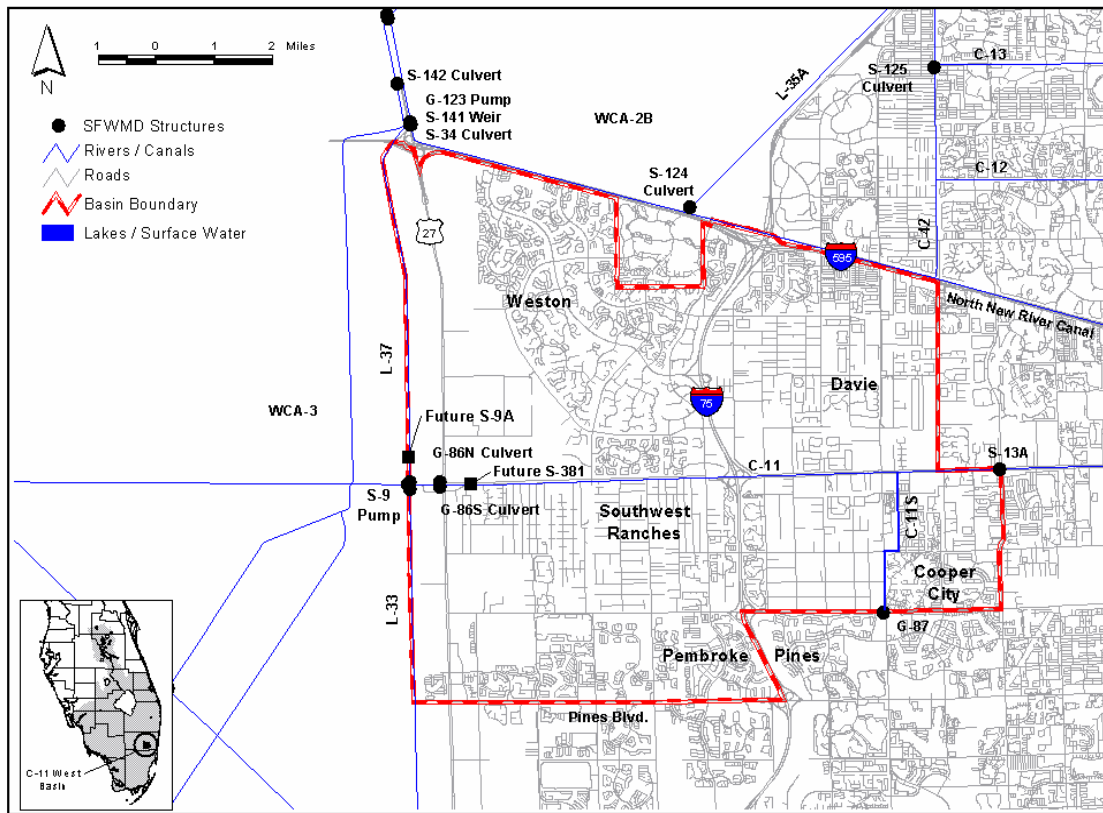 1 0 1 2 Miles
N
SFWMD Structures
Rivers / Canals
Roads
Basin Boundary
Lakes / Surface Water
S-142 Culvert
G-123 Pump
S-141 Weir
S-34 Culvert
WCA-2B
L-35A
S-125
Culvert
C-13
C-12
S-124
Culvert
C-42
27
595
North New River Canal
Weston
L-37
Davie
75
WCA-3
Future S-9A
G-86N Culvert
Future S-381
C-11
S-13A
S-9
Pump
G-86S Culvert
Southwest
Ranches
C-11S
Cooper
City
L-33
G-87
Pembroke
Pines
Pines Blvd.
C-11 West
Basin